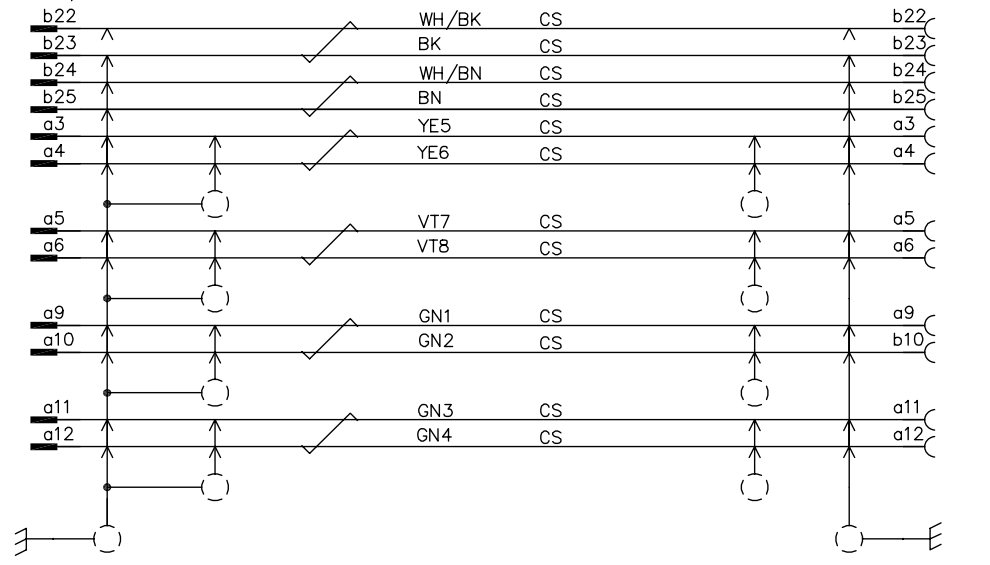 b22 WH/BK CS b22
b23 BK CS b23
b24 WH/BN CS b24
b25 BN CS b25
a3 YE5 CS a3
a4 YE6 CS a4
a5 VT7 CS a5
a6 VT8 CS a6
a9 GN1 CS a9
a10 GN2 CS b10
a11 GN3 CS a11
a12 GN4 CS a12